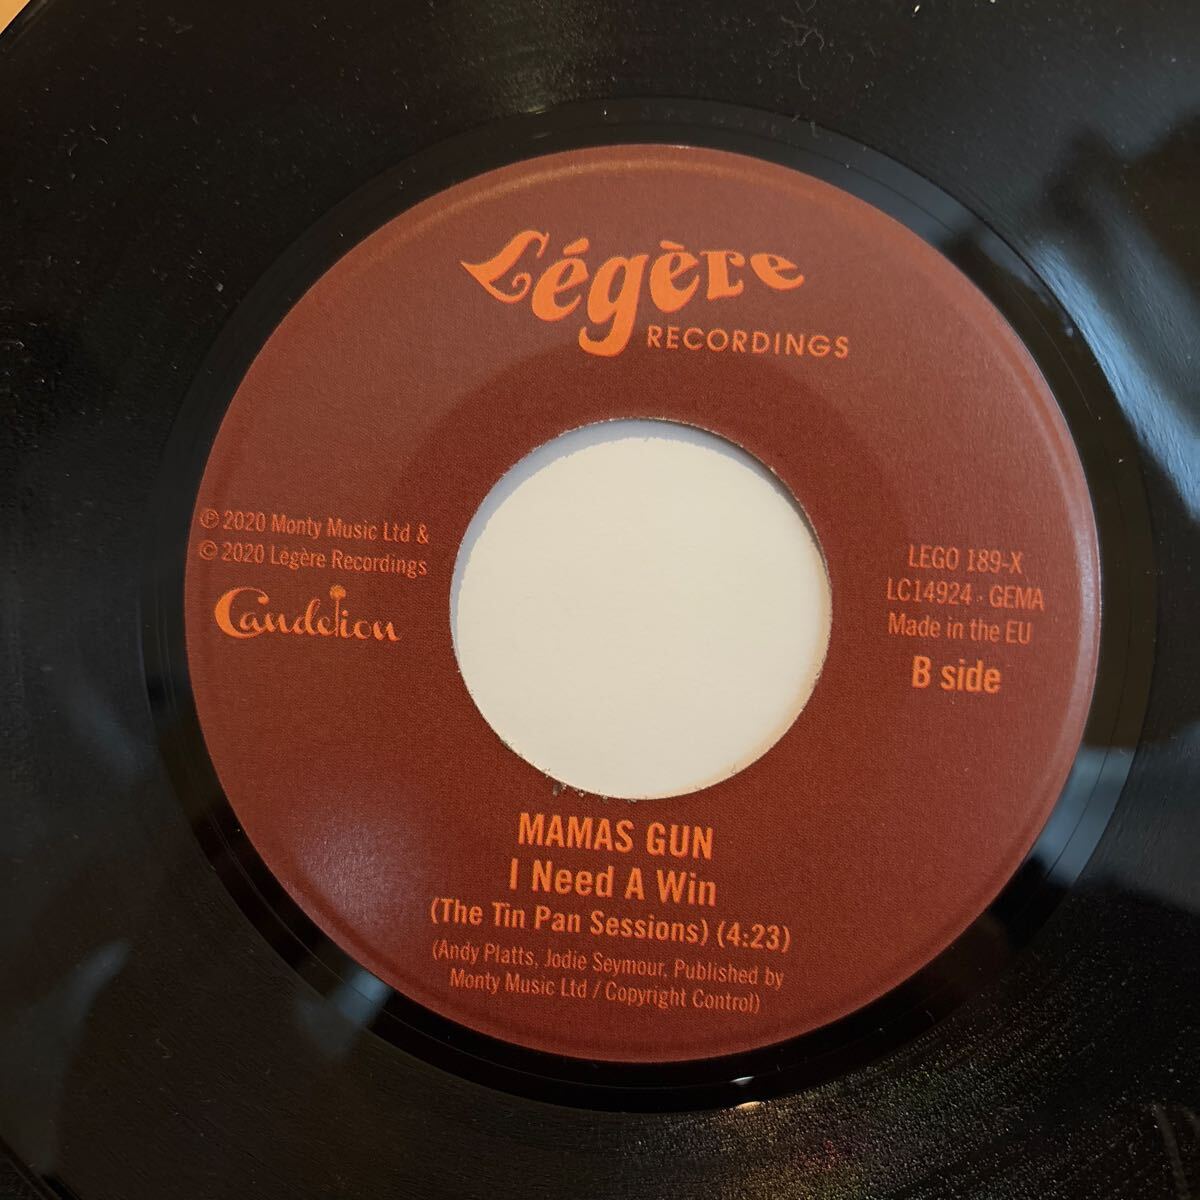 Légère
RECORDINGS
℗ 2020 Monty Music Ltd &
© 2020 Légère Recordings
Candelion
LEGO 189-X
LC14924 · GEMA
Made in the EU
B side
MAMAS GUN
I Need A Win
(The Tin Pan Sessions) (4:23)
(Andy Platts, Jodie Seymour, Published by
Monty Music Ltd / Copyright Control)